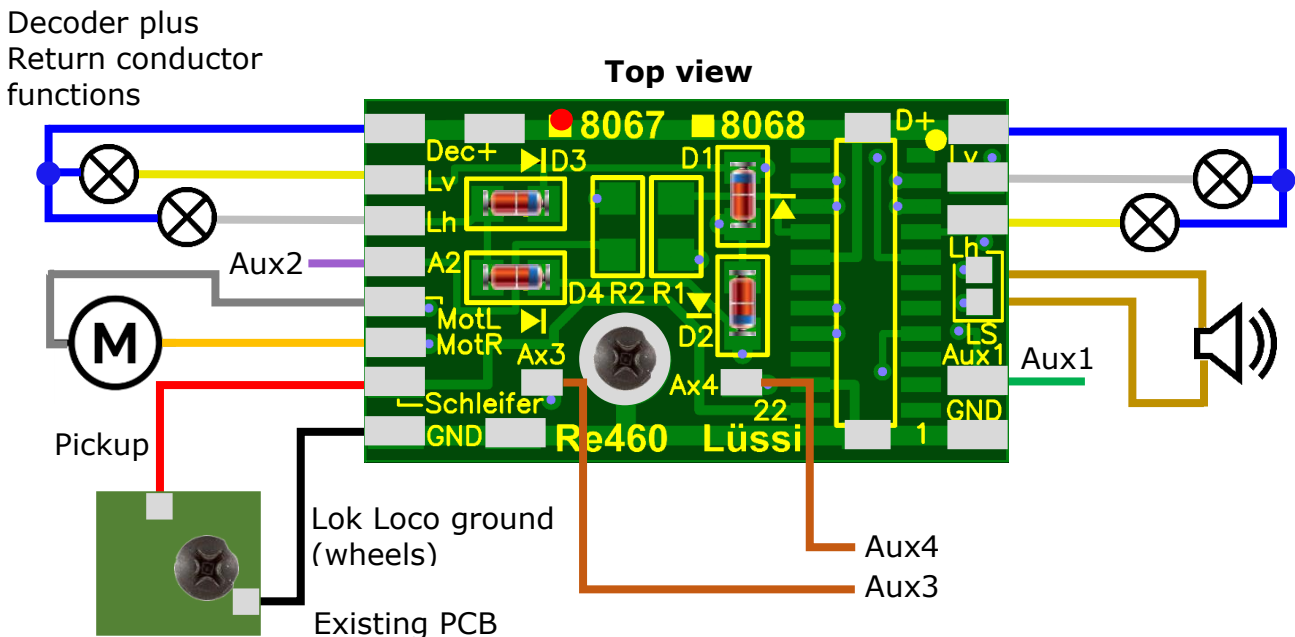 Decoder plus
Return conductor
functions
Top view
8067
8068
D+
Dec+
D3
D1
Lv
Lv
Lh
Lh
Aux2
A2
D4 R2 R1
MotL
MotR
D2
LS
M
Ax3
Aux1
Aux1
Ax4
Schleifer
22
GND
GND
Re460
Lüssi
1
Pickup
Lok Loco ground
(wheels)
Aux4
Aux3
Existing PCB